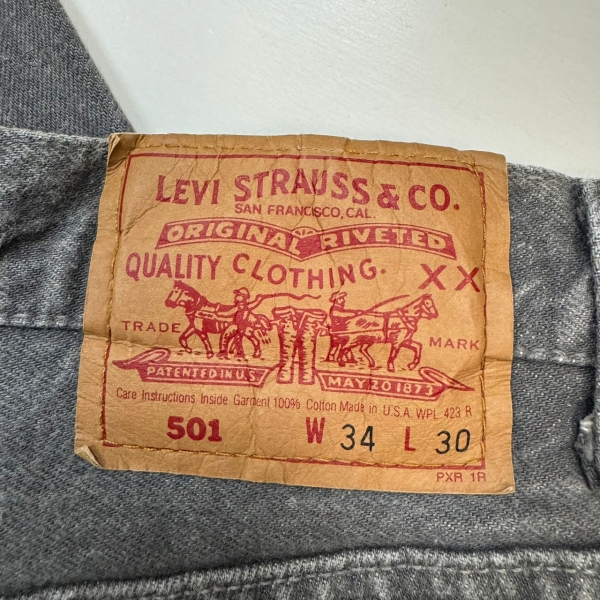 LEVI STRAUSS & CO.
SAN FRANCISCO, CAL.
ORIGINAL RIVETED
QUALITY CLOTHING. XX
TRADE MARK
PATENTED IN U.S. MAY 20 1873
Care Instructions Inside Garment 100% Cotton Made in U.S.A. WPL 423 R
501 W 34 L 30
PXR 1R